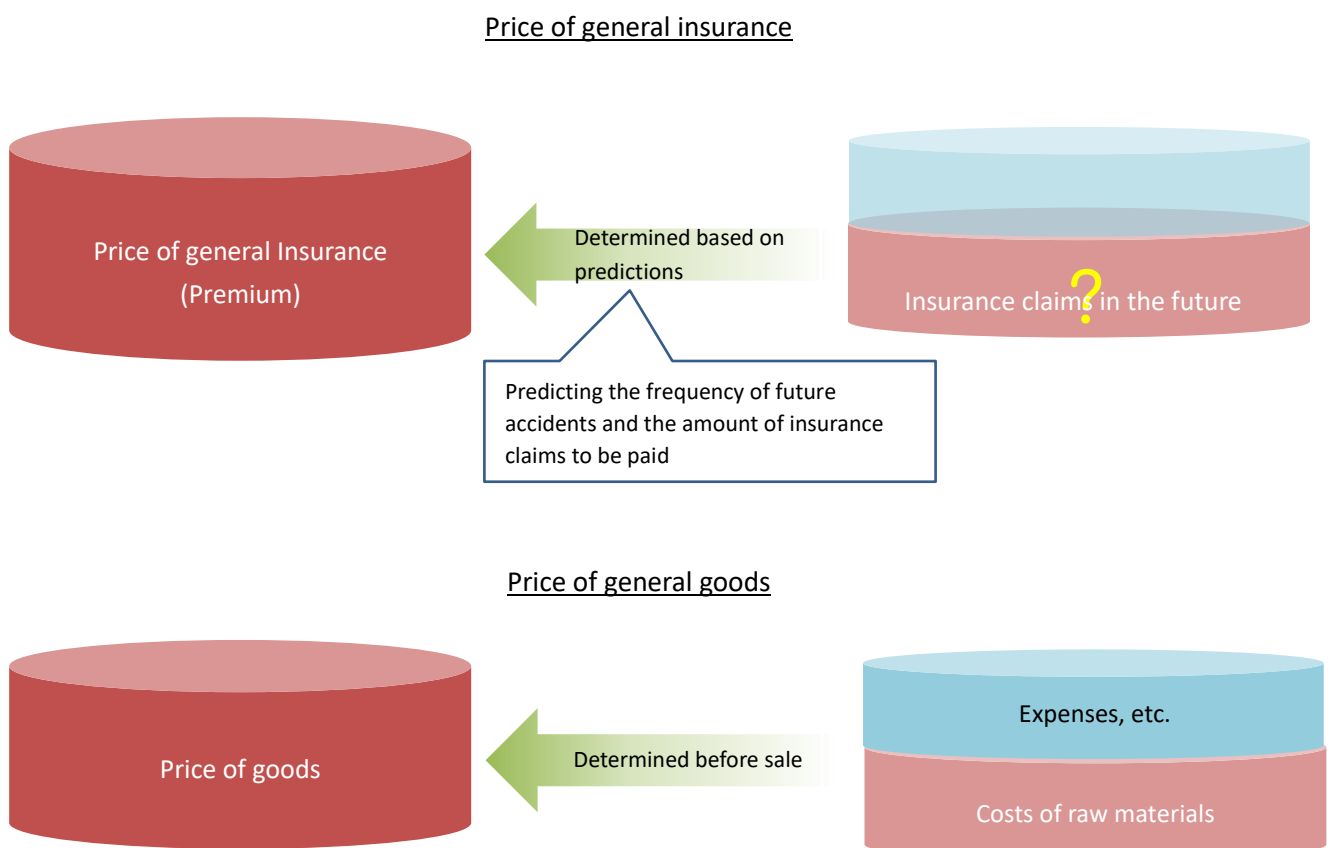 Price of general insurance
Price of general Insurance
(Premium)
Determined based on
predictions
?
Insurance claims in the future
Predicting the frequency of future
accidents and the amount of insurance
claims to be paid
Price of general goods
Price of goods
Determined before sale
Expenses, etc.
Costs of raw materials